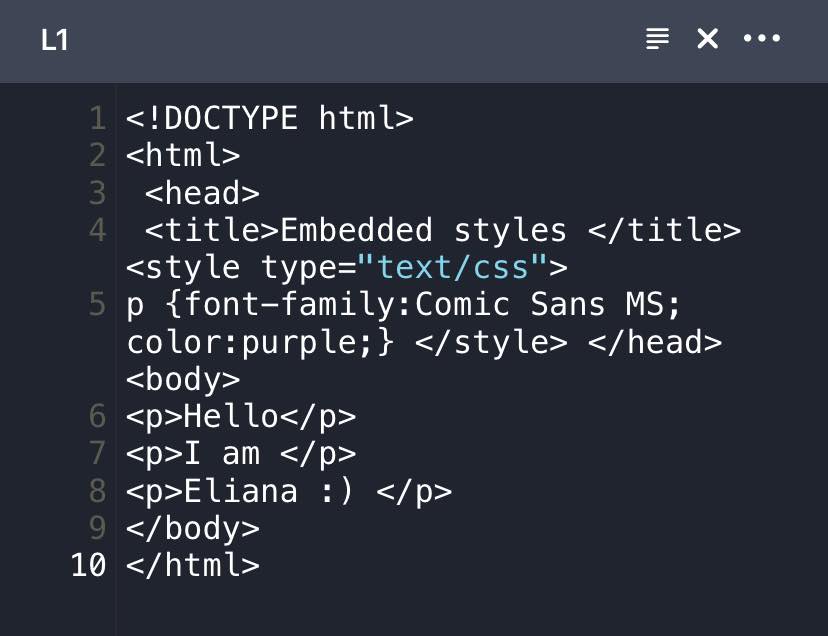 L1
1 <!DOCTYPE html>
2 <html>
3  <head>
4  <title>Embedded styles </title>
<style type="text/css">
5 p {font-family:Comic Sans MS;
color:purple;} </style> </head>
<body>
6 <p>Hello</p>
7 <p>I am </p>
8 <p>Eliana :) </p>
9 </body>
10 </html>